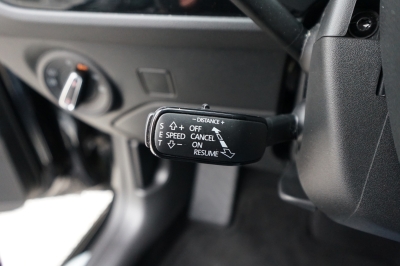 - DISTANCE +
S + OFF
E SPEED CANCEL
T - ON
RESUME